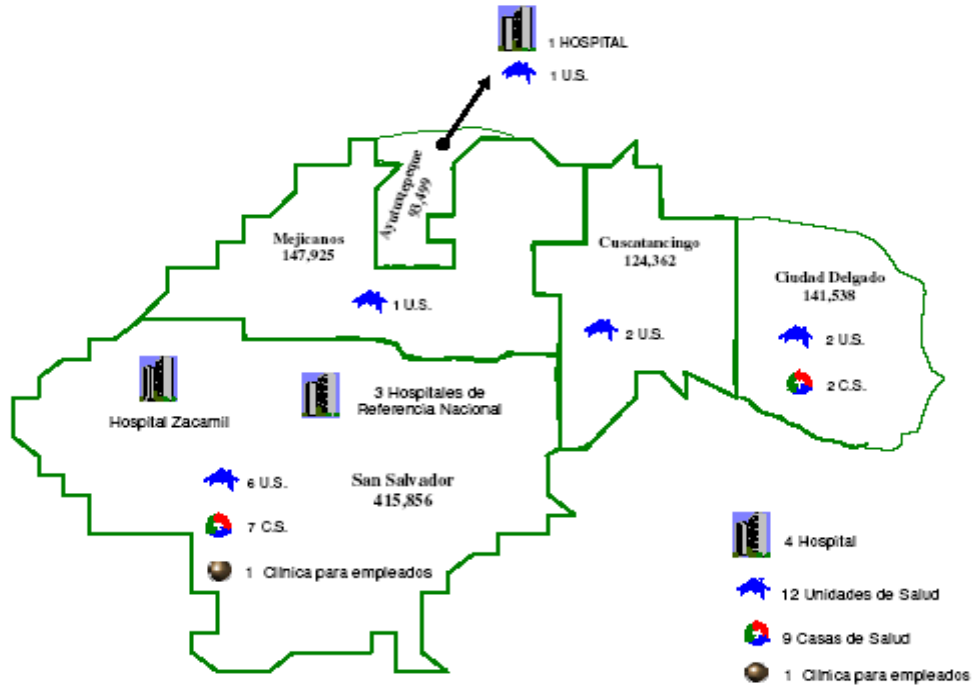 1 HOSPITAL
1 U.S.
Ayutuxtepeque
93,499
Mejicanos
147,925
1 U.S.
Cuscatancingo
124,362
2 U.S.
Ciudad Delgado
141,538
2 U.S.
2 C.S.
Hospital Zacamil
3 Hospitales de
Referencia Nacional
San Salvador
415,856
6 U.S.
7 C.S.
1 Clínica para empleados
4 Hospital
12 Unidades de Salud
9 Casas de Salud
1 Clínica para empleados